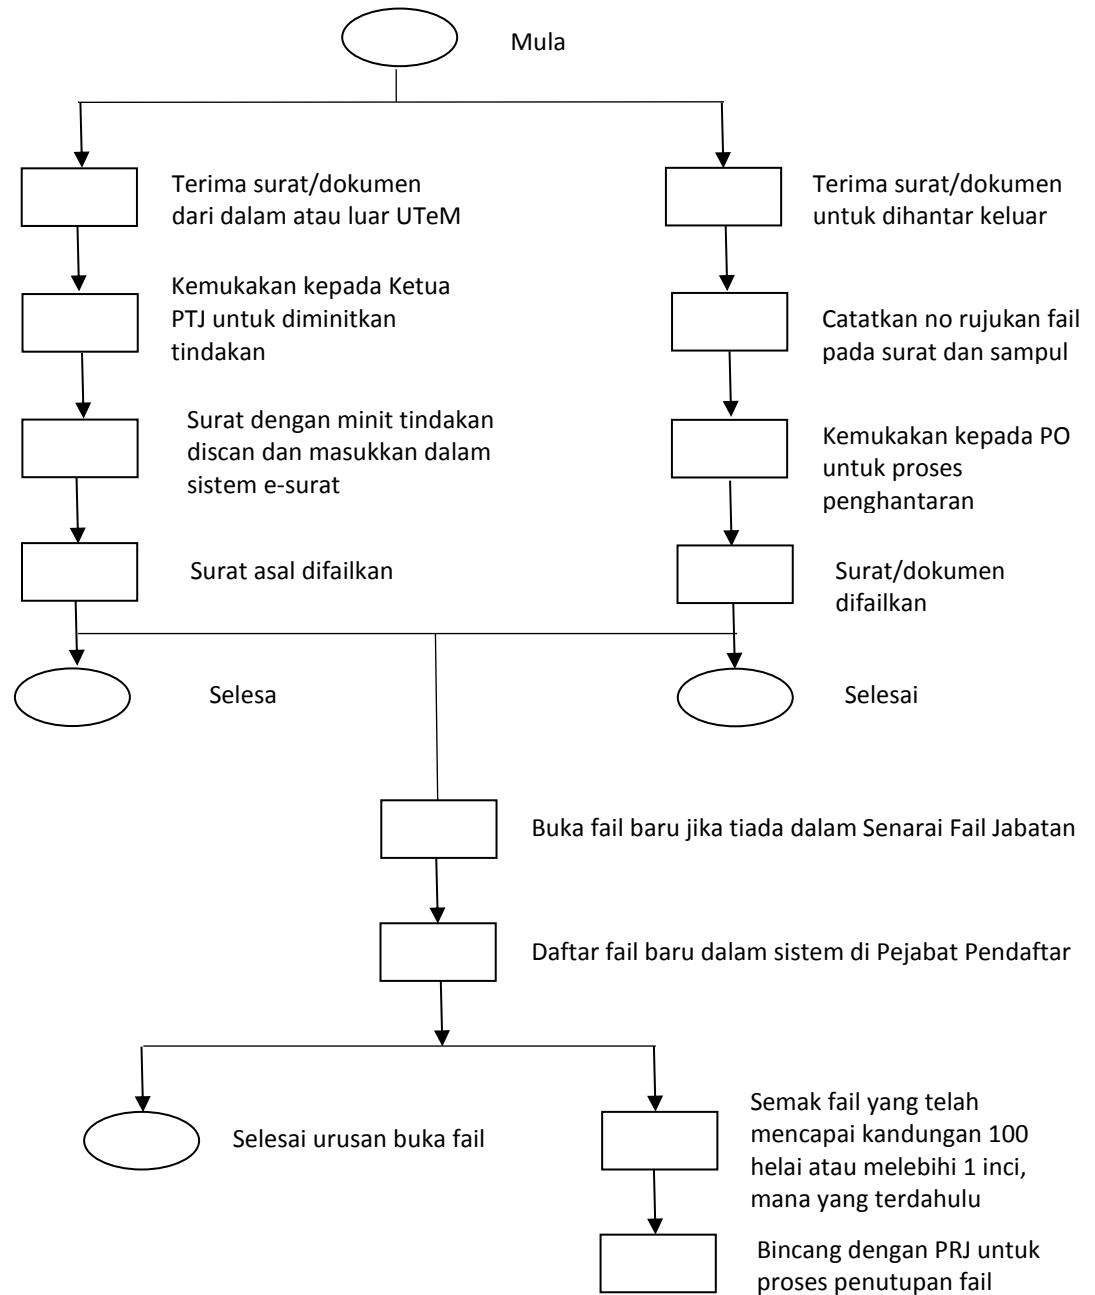 Mula
Terima surat/dokumen
dari dalam atau luar UTeM
Kemukakan kepada Ketua
PTJ untuk diminitkan
tindakan
Surat dengan minit tindakan
discan dan masukkan dalam
sistem e-surat
Surat asal difailkan
Selesa
Terima surat/dokumen
untuk dihantar keluar
Catatkan no rujukan fail
pada surat dan sampul
Kemukakan kepada PO
untuk proses
penghantaran
Surat/dokumen
difailkan
Selesai
Buka fail baru jika tiada dalam Senarai Fail Jabatan
Daftar fail baru dalam sistem di Pejabat Pendaftar
Selesai urusan buka fail
Semak fail yang telah
mencapai kandungan 100
helai atau melebihi 1 inci,
mana yang terdahulu
Bincang dengan PRJ untuk
proses penutupan fail